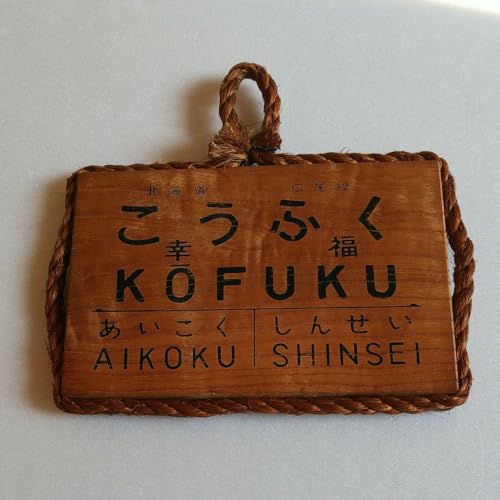 北海道 広尾線
こうふく
幸 福
KOFUKU
あいこく しんせい
AIKOKU SHINSEI